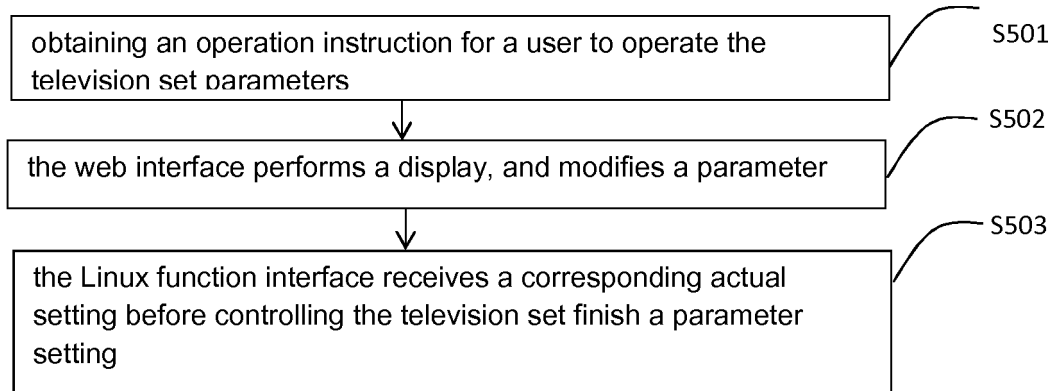 obtaining an operation instruction for a user to operate the
television set parameters
S501
the web interface performs a display, and modifies a parameter
S502
the Linux function interface receives a corresponding actual
setting before controlling the television set finish a parameter
setting
S503